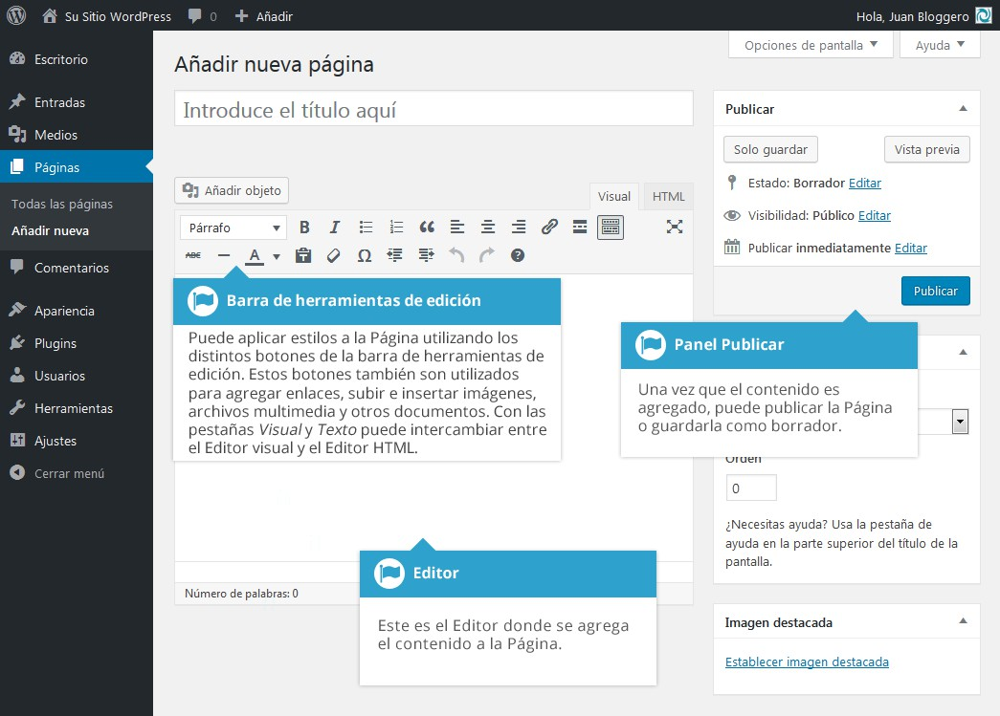 Su Sitio WordPress 0 Añadir Hola, Juan Bloggero
Escritorio
Entradas
Medios
Páginas
Todas las páginas
Añadir nueva
Comentarios
Apariencia
Plugins
Usuarios
Herramientas
Ajustes
Cerrar menú
Opciones de pantalla Ayuda
Añadir nueva página
Introduce el título aquí
Añadir objeto
Visual HTML
Párrafo B I
ABC A Ω
Barra de herramientas de edición
Puede aplicar estilos a la Página utilizando los
distintos botones de la barra de herramientas de
edición. Estos botones también son utilizados
para agregar enlaces, subir e insertar imágenes,
archivos multimedia y otros documentos. Con las
pestañas Visual y Texto puede intercambiar entre
el Editor visual y el Editor HTML.
Número de palabras: 0
Editor
Este es el Editor donde se agrega
el contenido a la Página.
Publicar
Solo guardar Vista previa
Estado: Borrador Editar
Visibilidad: Público Editar
Publicar inmediatamente Editar
Publicar
Panel Publicar
Una vez que el contenido es
agregado, puede publicar la Página
o guardarla como borrador.
Orden
0
¿Necesitas ayuda? Usa la pestaña de
ayuda en la parte superior del título de la
pantalla.
Imagen destacada
Establecer imagen destacada